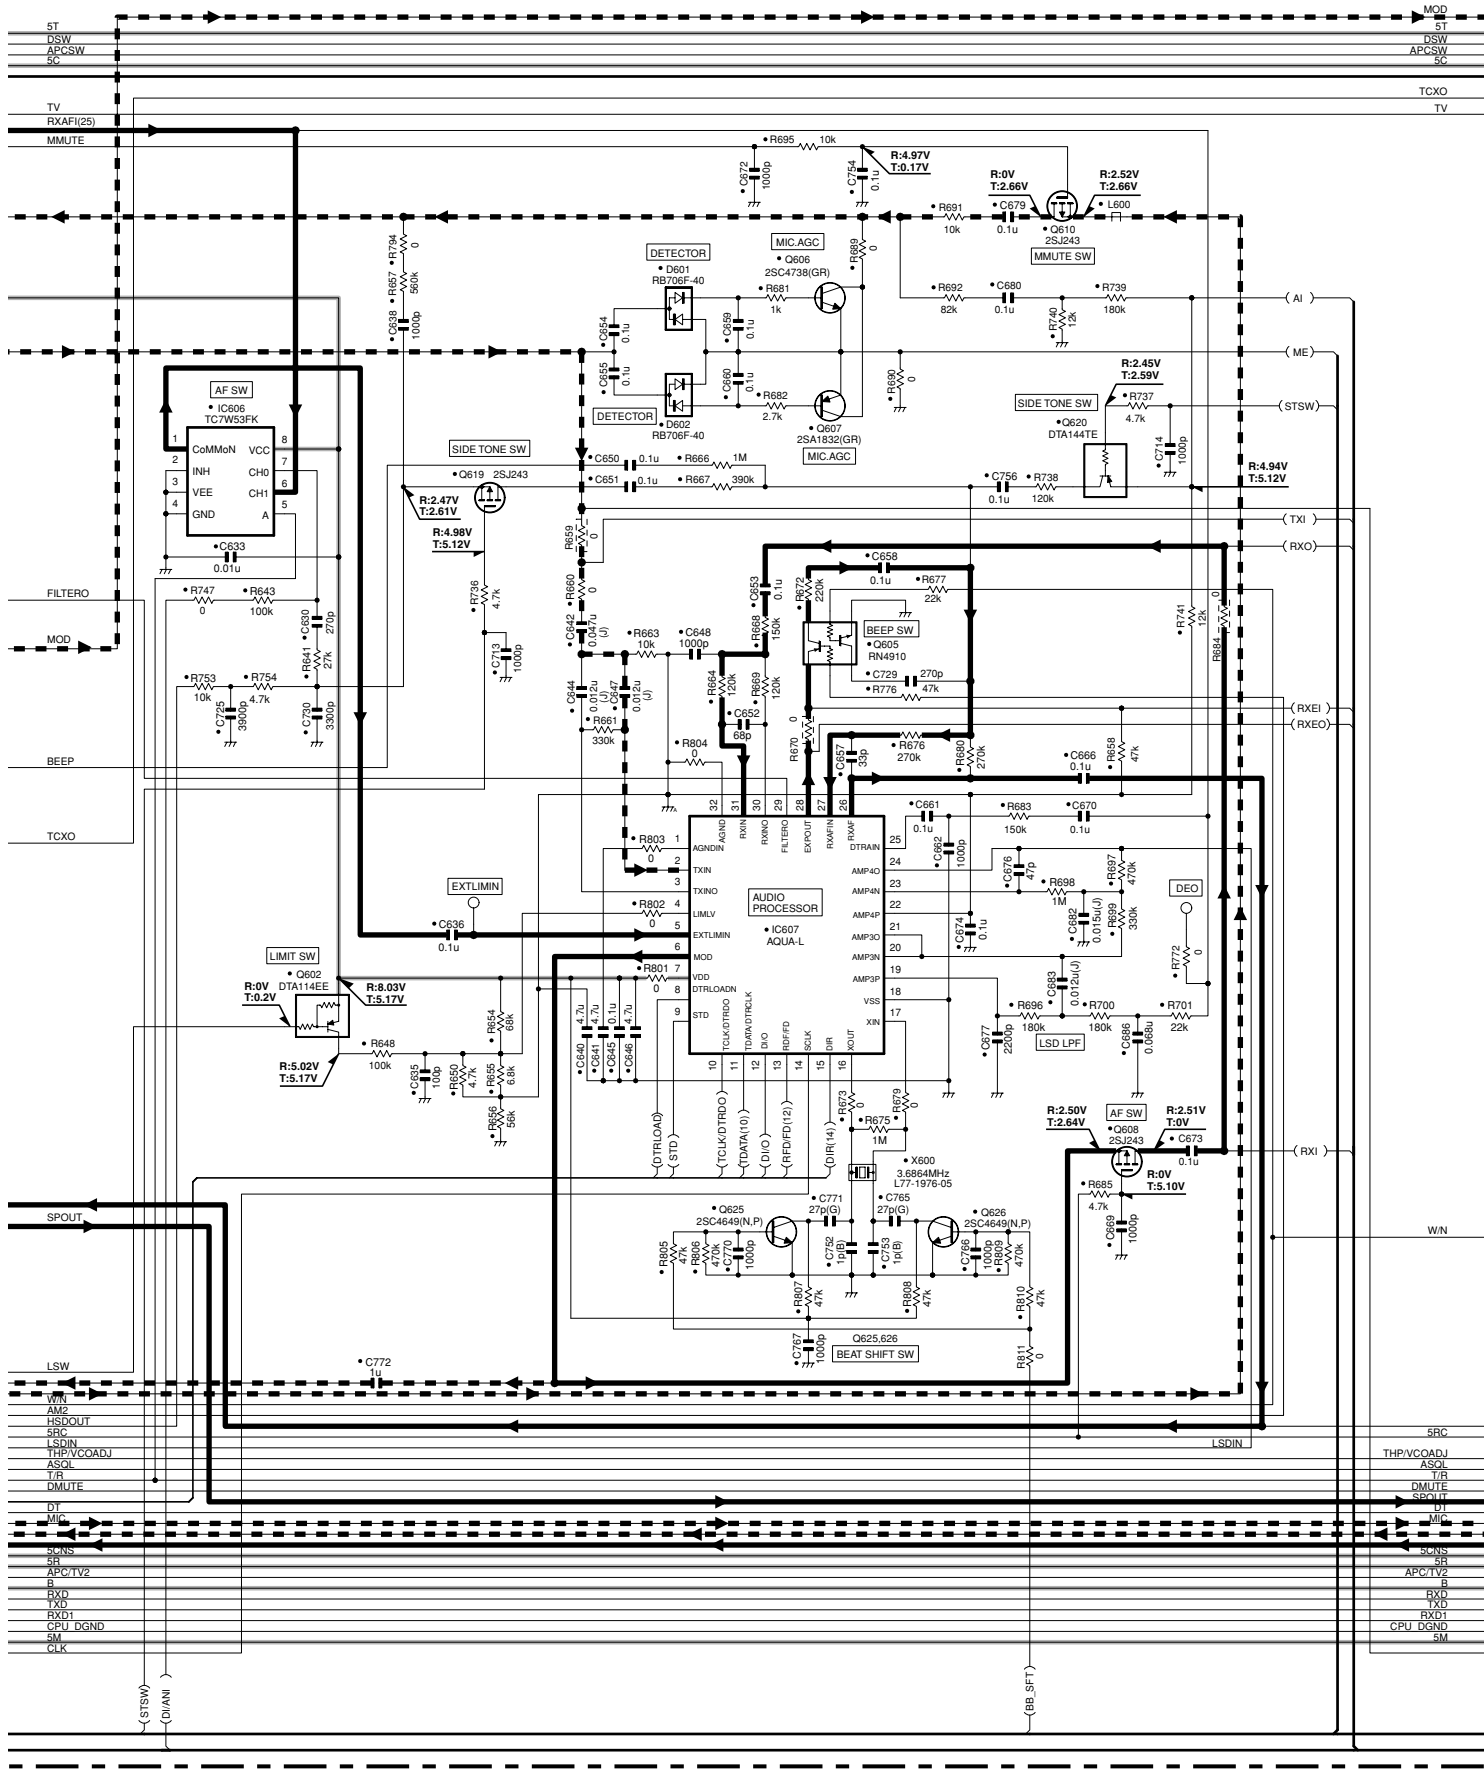 MOD
5T
DSW
APCSW
5C
MOD
5T
DSW
APCSW
5C
TV
RXAFI(25)
MMUTE
TCXO
TV
R695 10k
C672 1000p
C754 0.1u
R:4.97V
T:0.17V
R:0V
T:2.66V
R:2.52V
T:2.66V
R691
10k
C679
0.1u
L600
Q610
2SJ243
MMUTE SW
R794 0
R657 560k
C638 1000p
DETECTOR
D601
RB706F-40
MIC.AGC
Q606
2SC4738(GR)
R681
1k
R689 0
C654 0.1u
C655 0.1u
C659 0.1u
C660 0.1u
R692
82k
C680
0.1u
R739
180k
R740 12k
(AI)
(ME)
DETECTOR
D602
RB706F-40
R682
2.7k
Q607
2SA1832(GR)
MIC.AGC
R690 0
R:2.45V
T:2.59V
SIDE TONE SW
R737
4.7k
Q620
DTA144TE
(STSW)
C714 1000p
R:4.94V
T:5.12V
AF SW
IC606
TC7W53FK
1 CoMMoN
2 INH
3 VEE
4 GND
VCC 8
CH0 7
CH1 6
A 5
C633
0.01u
SIDE TONE SW
Q619 2SJ243
R:2.47V
T:2.61V
R:4.98V
T:5.12V
C650 0.1u
R666 1M
C651 0.1u
R667 390k
C756
0.1u
R738
120k
R659 0
(TXI)
(RXO)
FILTERO
R747
0
R643
100k
C630 270p
R641 27k
R736 4.7k
C713 1000p
MOD
R753
10k
R754
4.7k
C725 3900p
C730 3300p
R660 0
C642 0.047u (J)
R663
10k
C648
1000p
C644 0.012u (J)
C647 0.012u (J)
R661
330k
C653 0.1u
R668 150k
R664 120k
R669 120k
C652
68p
R804
0
C658
0.1u
R672 220k
R677
22k
BEEP SW
Q605
RN4910
C729 270p
R776 47k
R670 0
C657 33p
R676
270k
R680 270k
C666
0.1u
R658 47k
R741 12k
R684 0
(RXEI)
(RXEO)
BEEP
TCXO
32 31 30 29 28 27 26
AGND RXIN RXINO FILTERO EXPOUT RXAFIN RXAF
R803
0
R802
0
R801
0
1 AGNDIN
2 TXIN
3 TXINO
4 LIMLV
5 EXTLIMIN
6 MOD
7 VDD
8 DTRLOADN
9 STD
AUDIO
PROCESSOR
IC607
AQUA-L
DTRAIN 25
AMP4O 24
AMP4N 23
AMP4P 22
AMP3O 21
AMP3N 20
AMP3P 19
VSS 18
XIN 17
TCLK/DTRDO TDATA/DTRCLK DI/O RDF/FD SCLK DIR XOUT
10 11 12 13 14 15 16
EXTLIMIN
C636
0.1u
LIMIT SW
Q602
DTA114EE
R:0V
T:0.2V
R:8.03V
T:5.17V
R:5.02V
T:5.17V
R648
100k
C635 100p
R650 4.7k
R654 68k
R655 6.8k
R656 56k
C640 4.7u
C641 4.7u
C645 0.1u
C646 4.7u
C661
0.1u
C662 1000p
R683
150k
C670
0.1u
C676 47p
R697 470k
R698
1M
C682 0.015u(J)
R699 330k
C674 0.1u
DEO
R772 0
C683 0.012u(J)
R696
180k
R700
180k
R701
22k
C677 2200p
LSD LPF
C686 0.068u
(DTRLOAD)
(STD)
(TCLK/DTRDO)
(TDATA(10))
(DI/O)
(RFD/FD(12))
(DIR(14))
R673 0
R679 0
R675
1M
X600
3.6864MHz
L77-1976-05
R:2.50V
T:2.64V
AF SW
Q608
2SJ243
R:2.51V
T:0V
C673
0.1u
(RXI)
R:0V
T:5.10V
R685
4.7k
C669 1000p
SPOUT
Q625
2SC4649(N,P)
C771
27p(G)
C765
27p(G)
Q626
2SC4649(N,P)
R805 47k
R806 470k
C770 1000p
C752 1p(B)
C753 1p(B)
C766 1000p
R809 470k
R807 47k
R808 47k
R810 47k
C767 1000p
Q625,626
BEAT SHIFT SW
R811 0
W/N
LSW
C772
1u
W/N
AM2
HSDOUT
5RC
LSDIN
THP/VCOADJ
ASQL
T/R
DMUTE
DT
MIC
5CNS
5R
APC/TV2
B
RXD
TXD
RXD1
CPU_DGND
5M
CLK
LSDIN
5RC
THP/VCOADJ
ASQL
T/R
DMUTE
SPOUT
DT
MIC
5CNS
5R
APC/TV2
B
RXD
TXD
RXD1
CPU_DGND
5M
(STSW)
(DI/ANI)
(BB_SFT)